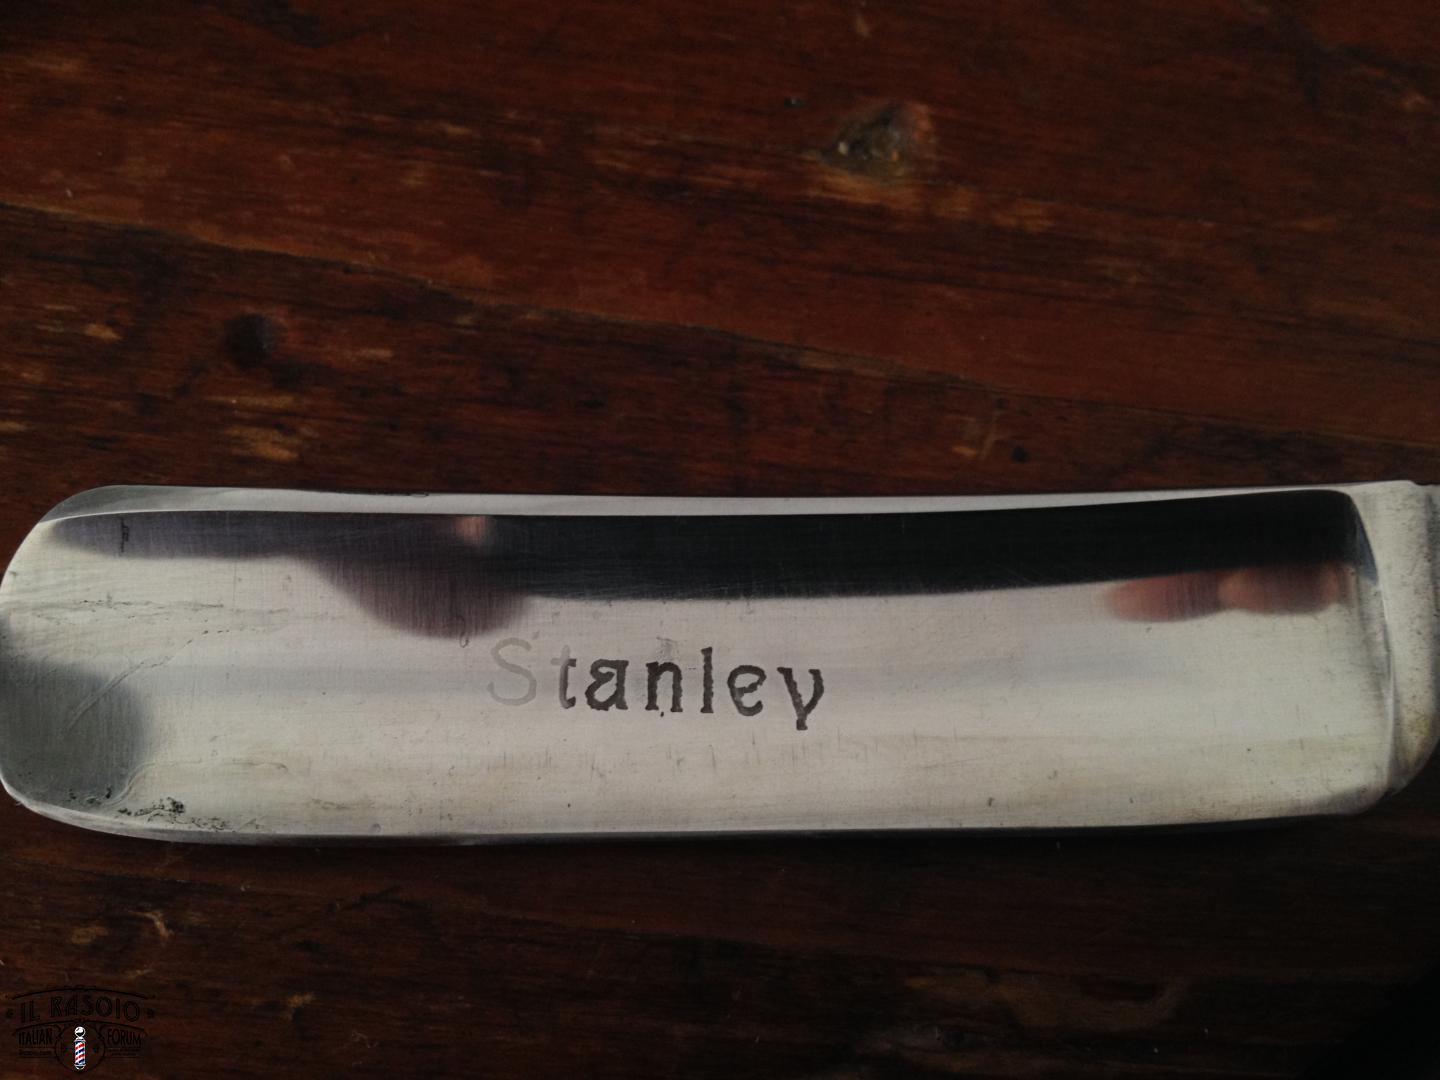 Stanley
IL RASOIO
ITALIAN FORUM